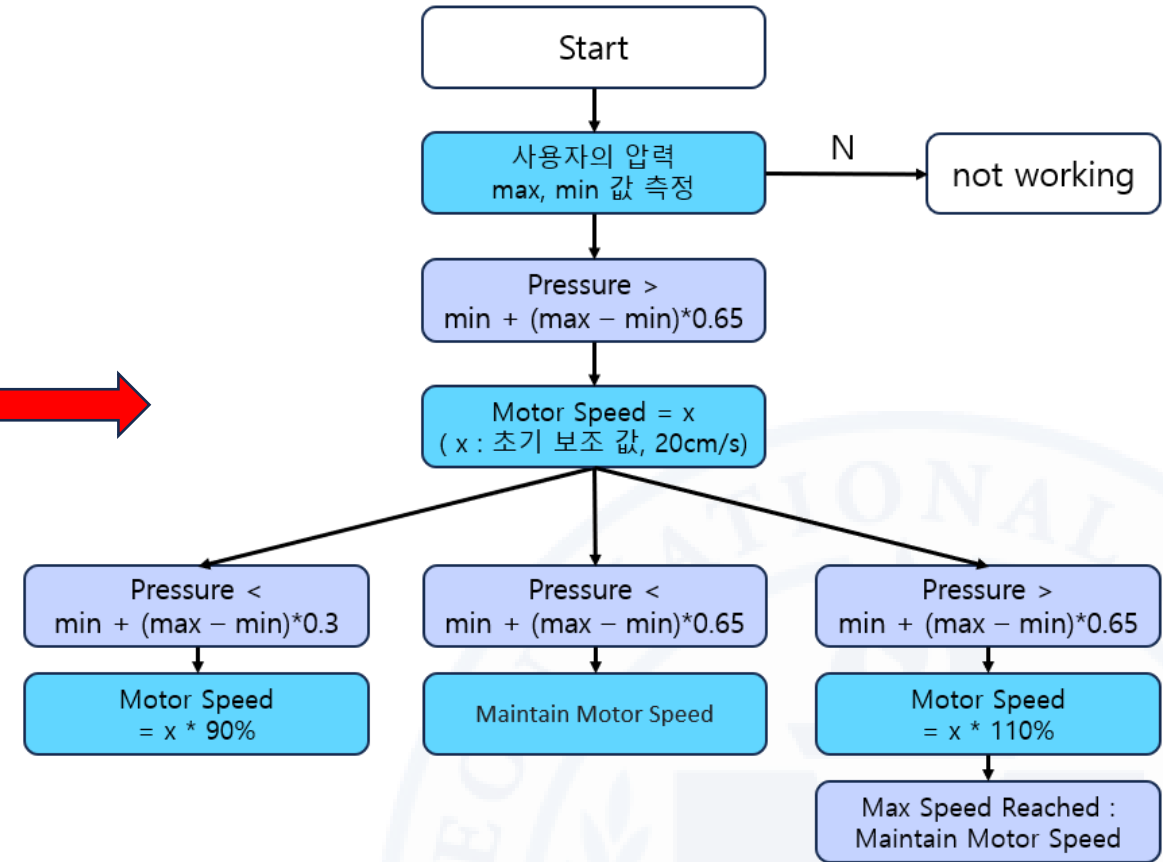 Start
사용자의 압력
max, min 값 측정
N
not working
Pressure >
min + (max – min)*0.65
Motor Speed = x
( x : 초기 보조 값, 20cm/s)
Pressure <
min + (max – min)*0.3
Pressure <
min + (max – min)*0.65
Pressure >
min + (max – min)*0.65
Motor Speed
= x * 90%
Maintain Motor Speed
Motor Speed
= x * 110%
Max Speed Reached :
Maintain Motor Speed